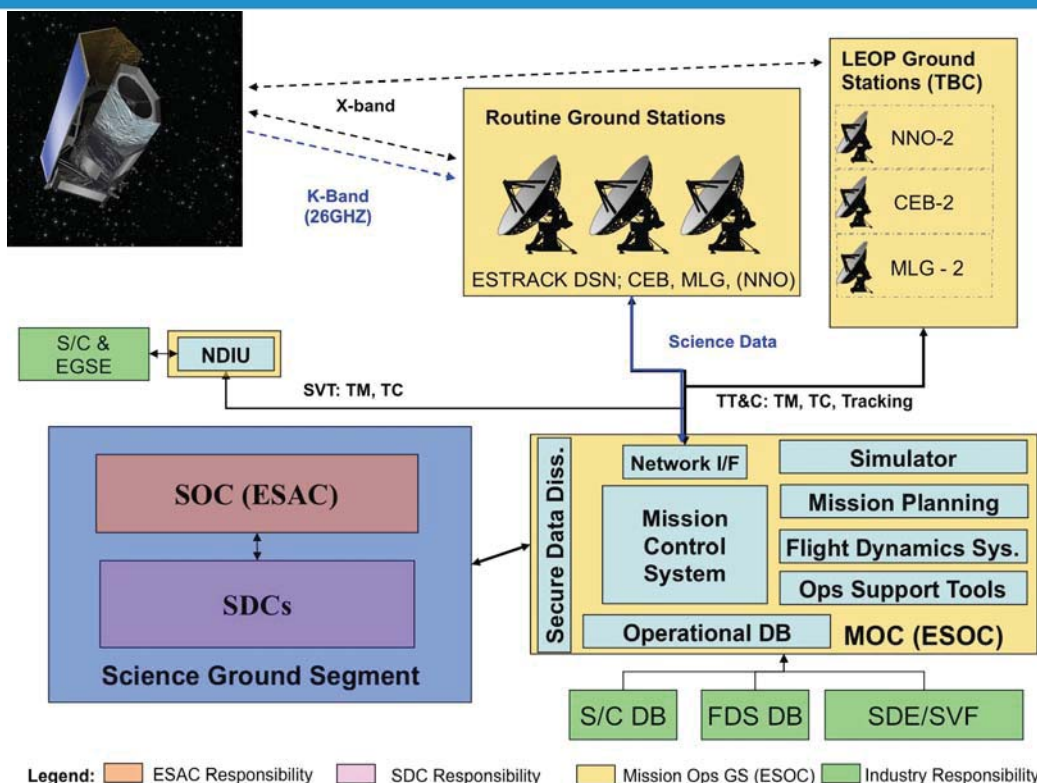 LEOP Ground
Stations (TBC)
NNO-2
CEB-2
MLG - 2
X-band
K-Band
(26GHZ)
Routine Ground Stations
ESTRACK DSN; CEB, MLG, (NNO)
S/C &
EGSE
NDIU
SVT: TM, TC
Science Data
TT&C: TM, TC, Tracking
SOC (ESAC)
SDCs
Science Ground Segment
Secure Data Diss.
Network I/F
Mission
Control
System
Operational DB
Simulator
Mission Planning
Flight Dynamics Sys.
Ops Support Tools
MOC (ESOC)
S/C DB
FDS DB
SDE/SVF
Legend: ESAC Responsibility SDC Responsibility Mission Ops GS (ESOC) Industry Responsibility